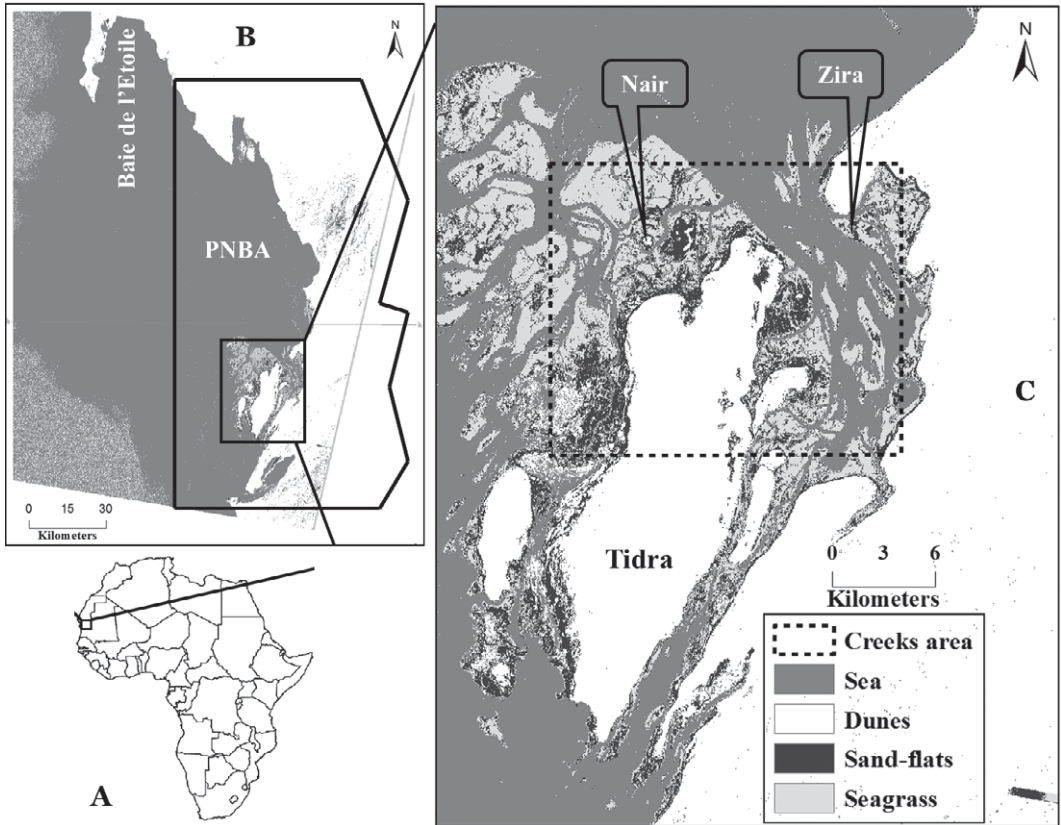 B
N
Baie de l'Etoile
PNBA
0 15 30
Kilometers
A
N
Nair
Zira
C
Tidra
0 3 6
Kilometers
Creeks area
Sea
Dunes
Sand-flats
Seagrass